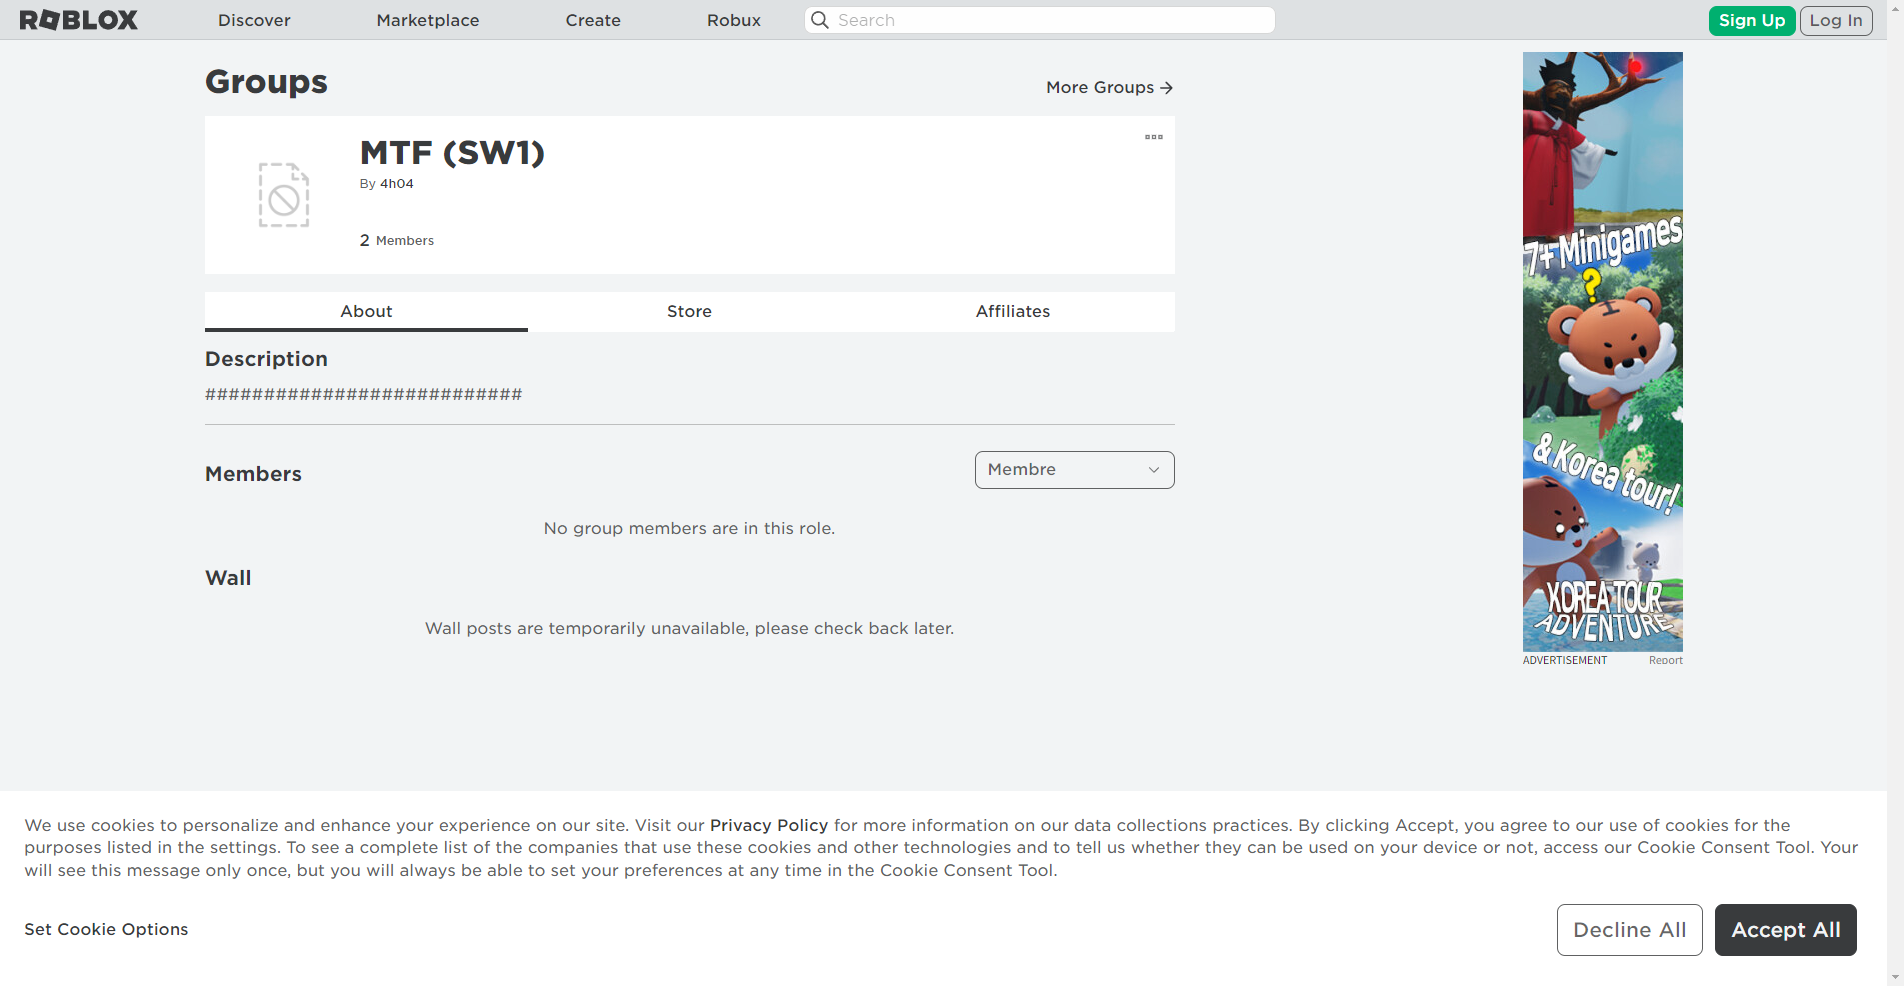 ROBLOX
Discover
Marketplace
Create
Robux
Search
Sign Up
Log In
Groups
More Groups
MTF (SW1)
By 4h04
2 Members
About
Store
Affiliates
Description
###########################
Members
Membre
No group members are in this role.
Wall
Wall posts are temporarily unavailable, please check back later.
7+ Minigames
?
& Korea tour!
KOREA TOUR
ADVENTURE
ADVERTISEMENT
Report
We use cookies to personalize and enhance your experience on our site. Visit our Privacy Policy for more information on our data collections practices. By clicking Accept, you agree to our use of cookies for the
purposes listed in the settings. To see a complete list of the companies that use these cookies and other technologies and to tell us whether they can be used on your device or not, access our Cookie Consent Tool. Your
will see this message only once, but you will always be able to set your preferences at any time in the Cookie Consent Tool.
Set Cookie Options
Decline All
Accept All